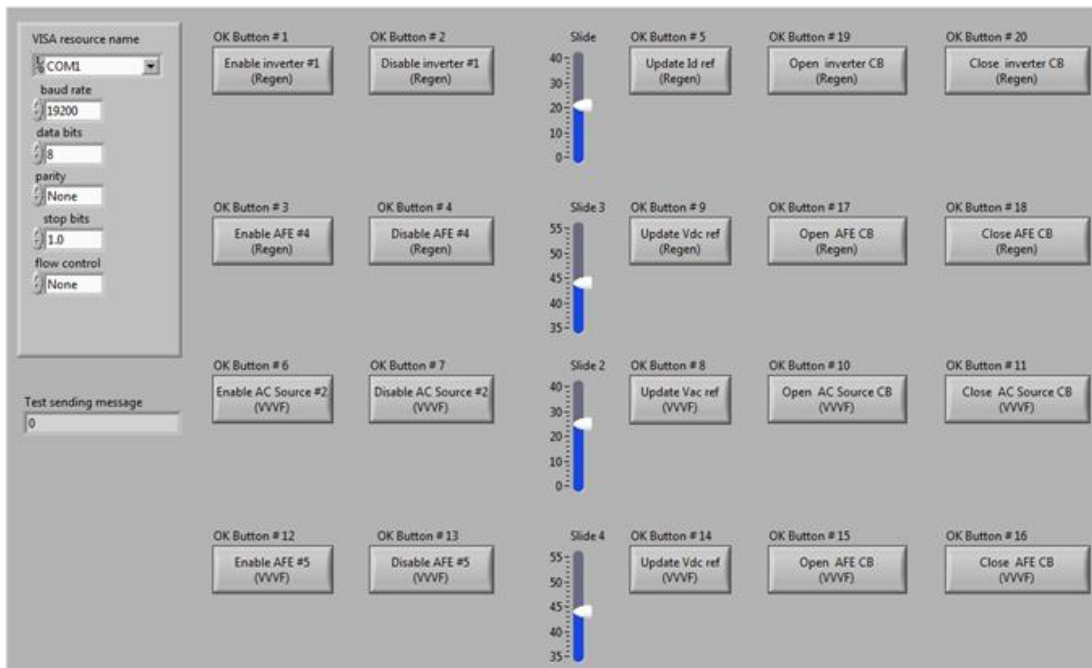 VISA resource name
COM1
baud rate
19200
data bits
8
parity
None
stop bits
1.0
flow control
None
Test sending message
0
OK Button # 1
Enable inverter #1
(Regen)
OK Button # 2
Disable inverter #1
(Regen)
Slide
40
30
20
10
0
OK Button # 5
Update Id ref
(Regen)
OK Button # 19
Open inverter CB
(Regen)
OK Button # 20
Close inverter CB
(Regen)
OK Button # 3
Enable AFE #4
(Regen)
OK Button # 4
Disable AFE #4
(Regen)
Slide 3
55
50
45
40
35
OK Button # 9
Update Vdc ref
(Regen)
OK Button # 17
Open AFE CB
(Regen)
OK Button # 18
Close AFE CB
(Regen)
OK Button # 6
Enable AC Source #2
(VVVF)
OK Button # 7
Disable AC Source #2
(VVVF)
Slide 2
40
30
20
10
0
OK Button # 8
Update Vac ref
(VVVF)
OK Button # 10
Open AC Source CB
(VVVF)
OK Button # 11
Close AC Source CB
(VVVF)
OK Button # 12
Enable AFE #5
(VVVF)
OK Button # 13
Disable AFE #5
(VVVF)
Slide 4
55
50
45
40
35
OK Button # 14
Update Vdc ref
(VVVF)
OK Button # 15
Open AFE CB
(VVVF)
OK Button # 16
Close AFE CB
(VVVF)